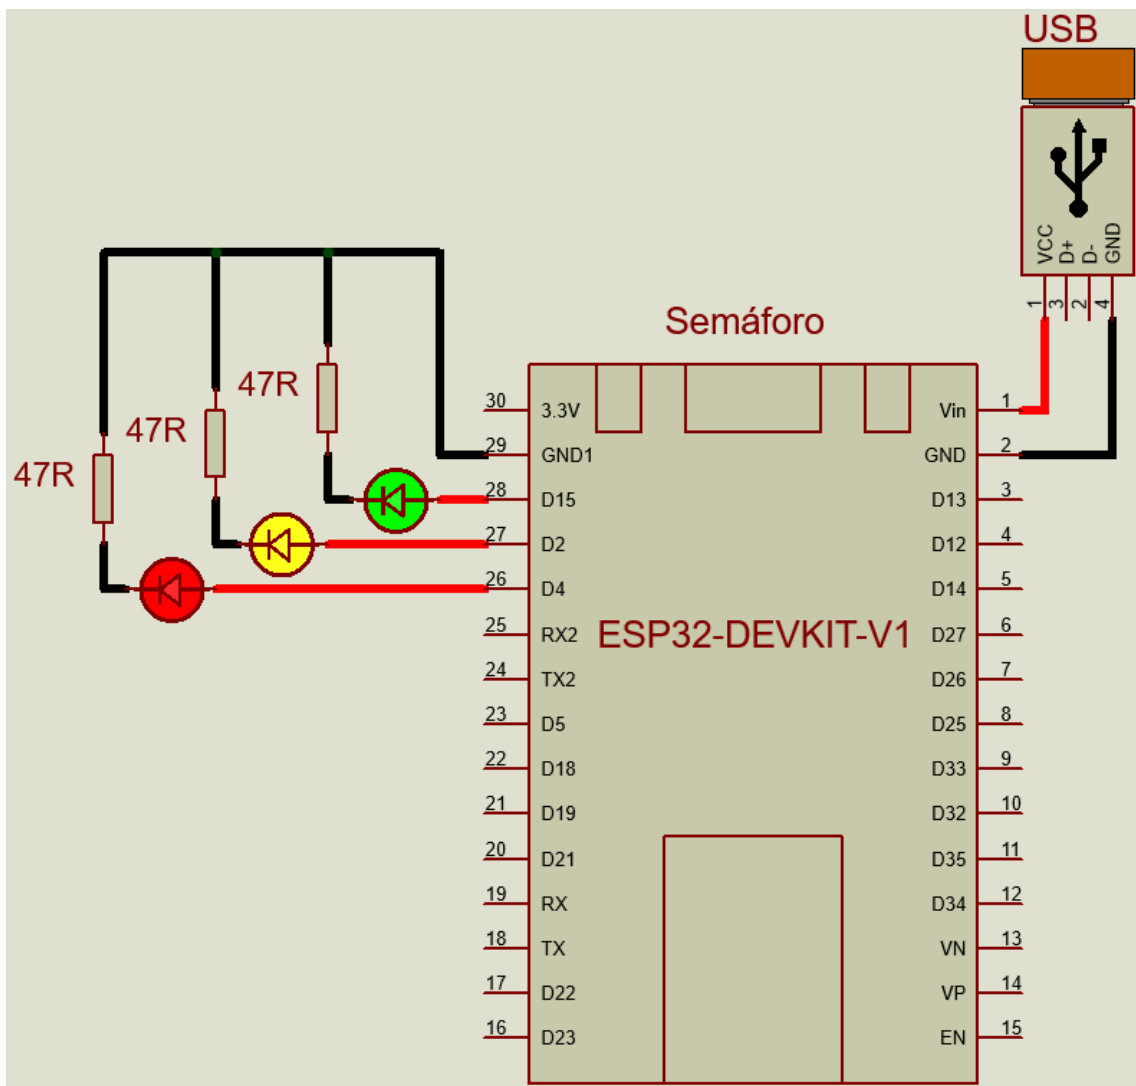 USB
VCC
D+
D-
GND
1
3
2
4
Semáforo
47R
47R
47R
30 3.3V
29 GND1
28 D15
27 D2
26 D4
25 RX2
24 TX2
23 D5
22 D18
21 D19
20 D21
19 RX
18 TX
17 D22
16 D23
ESP32-DEVKIT-V1
Vin 1
GND 2
D13 3
D12 4
D14 5
D27 6
D26 7
D25 8
D33 9
D32 10
D35 11
D34 12
VN 13
VP 14
EN 15